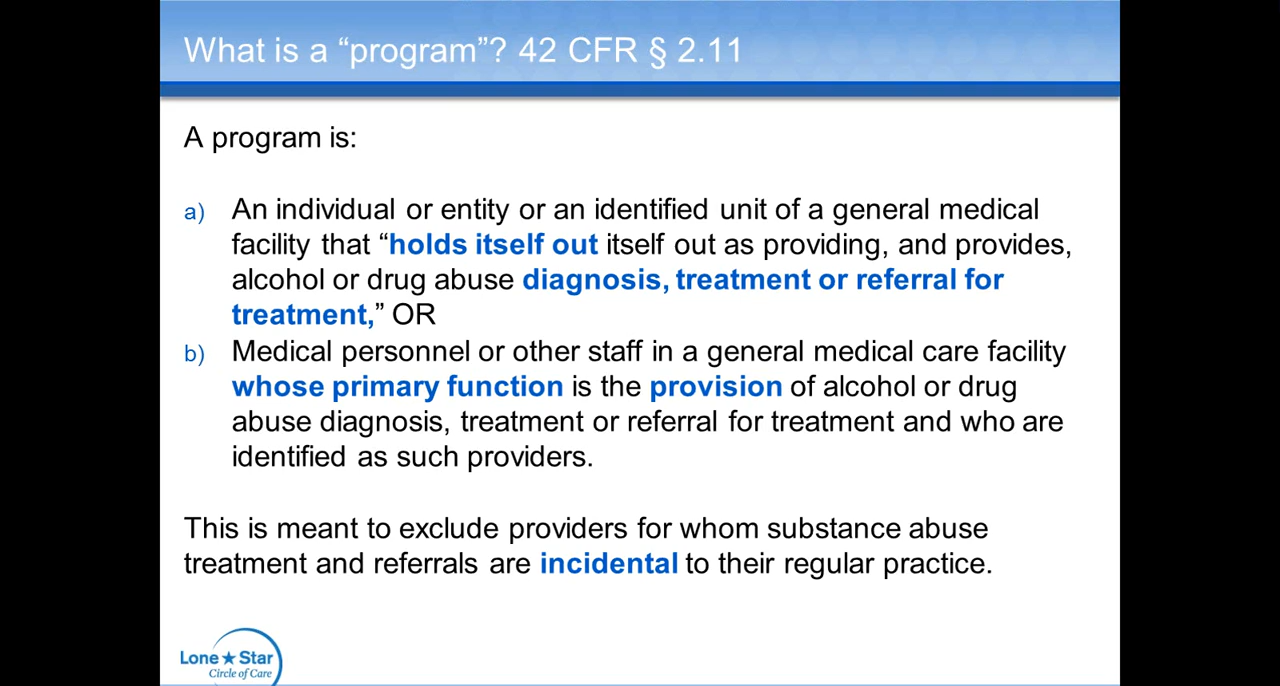 What is a “program”? 42 CFR § 2.11
A program is:
a) An individual or entity or an identified unit of a general medical
facility that “holds itself out itself out as providing, and provides,
alcohol or drug abuse diagnosis, treatment or referral for
treatment,” OR
b) Medical personnel or other staff in a general medical care facility
whose primary function is the provision of alcohol or drug
abuse diagnosis, treatment or referral for treatment and who are
identified as such providers.
This is meant to exclude providers for whom substance abuse
treatment and referrals are incidental to their regular practice.
Lone★Star
Circle of Care